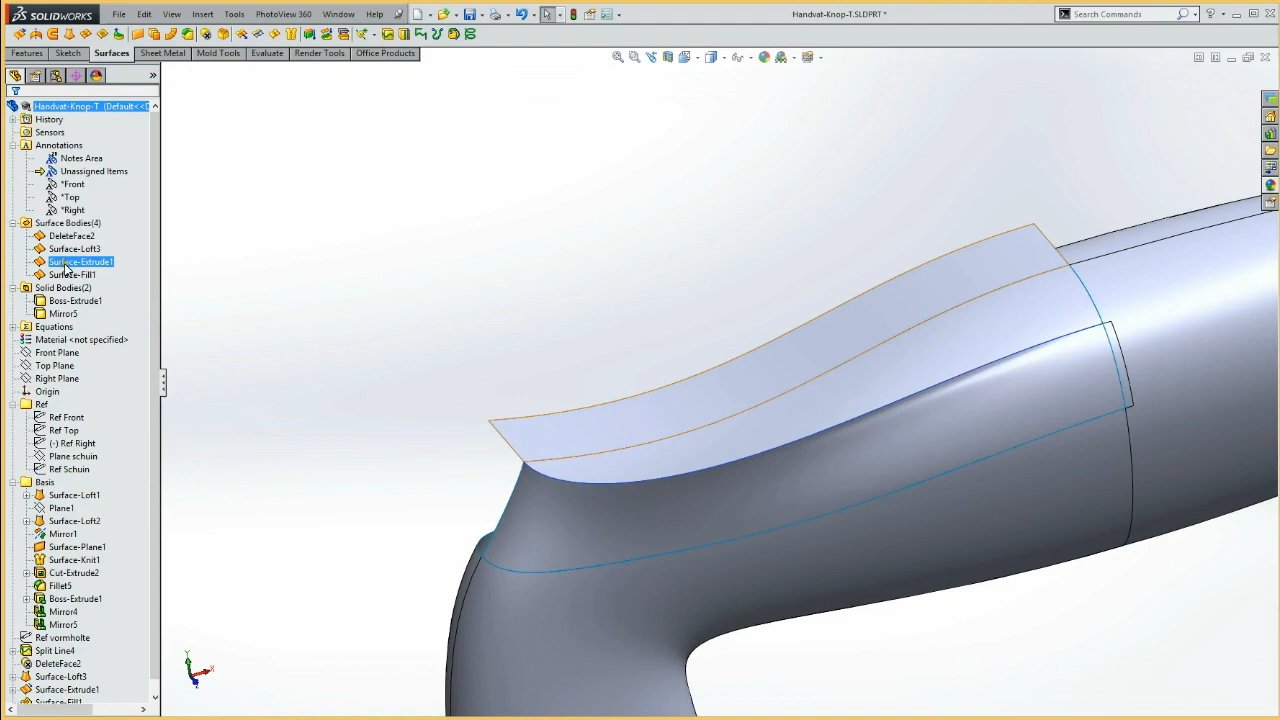 SOLIDWORKS File Edit View Insert Tools PhotoView 360 Window Help Handvat-Knop-T.SLDPRT * Search Commands
Features Sketch Surfaces Sheet Metal Mold Tools Evaluate Render Tools Office Products
Handvat-Knop-T (Default<<D
History
Sensors
Annotations
Notes Area
Unassigned Items
*Front
*Top
*Right
Surface Bodies(4)
DeleteFace2
Surface-Loft3
Surface-Extrude1
Surface-Fill1
Solid Bodies(2)
Boss-Extrude1
Mirror5
Equations
Material <not specified>
Front Plane
Top Plane
Right Plane
Origin
Ref
Ref Front
Ref Top
(-) Ref Right
Plane schuin
Ref Schuin
Basis
Surface-Loft1
Plane1
Surface-Loft2
Mirror1
Surface-Plane1
Surface-Knit1
Cut-Extrude2
Fillet5
Boss-Extrude1
Mirror4
Mirror5
Ref vormholte
Split Line4
DeleteFace2
Surface-Loft3
Surface-Extrude1
Surface-Fill1
Y
X
Z